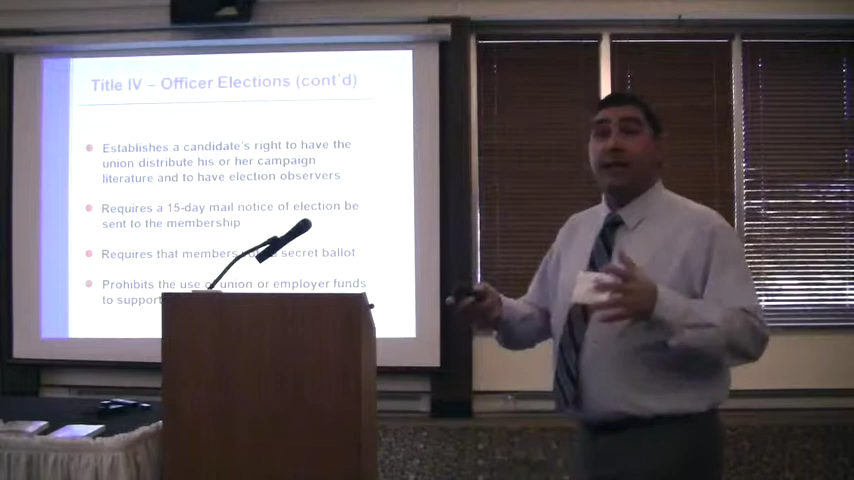 Title IV – Officer Elections (cont'd)
Establishes a candidate's right to have the
union distribute his or her campaign
literature and to have election observers
Requires a 15-day mail notice of election be
sent to the membership
Requires that members secret ballot
Prohibits the use of union or employer funds
to support